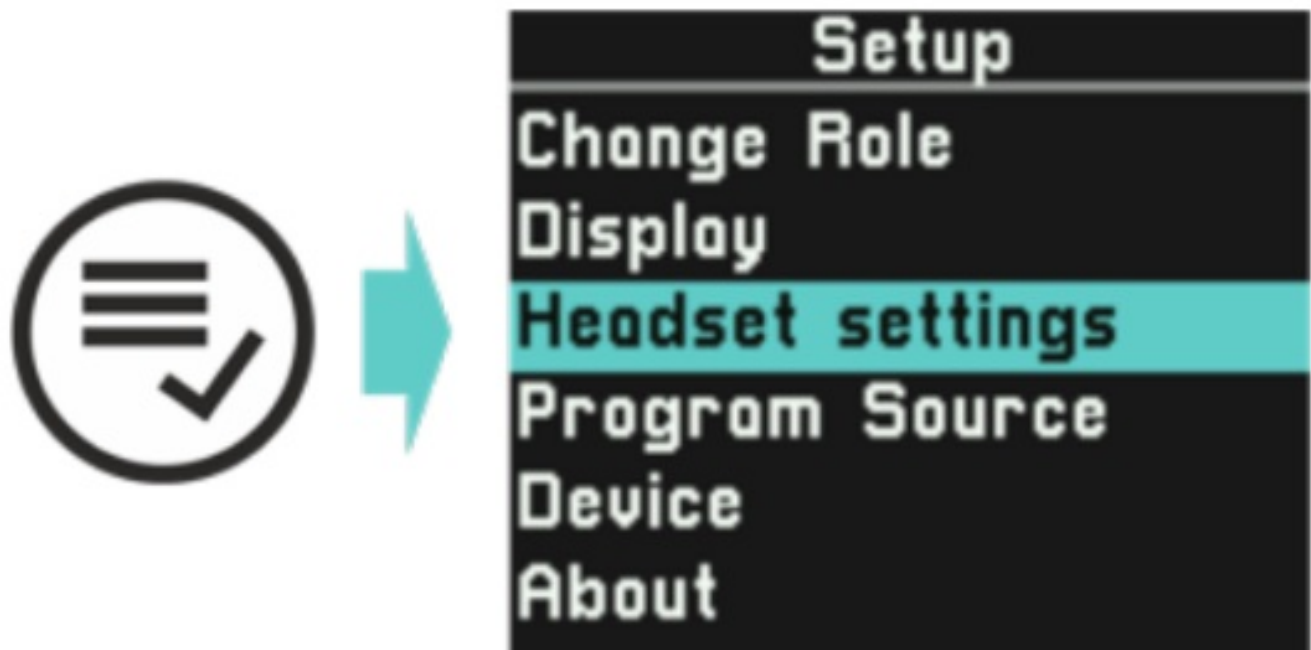 Setup
Change Role
Display
Headset settings
Program Source
Device
About